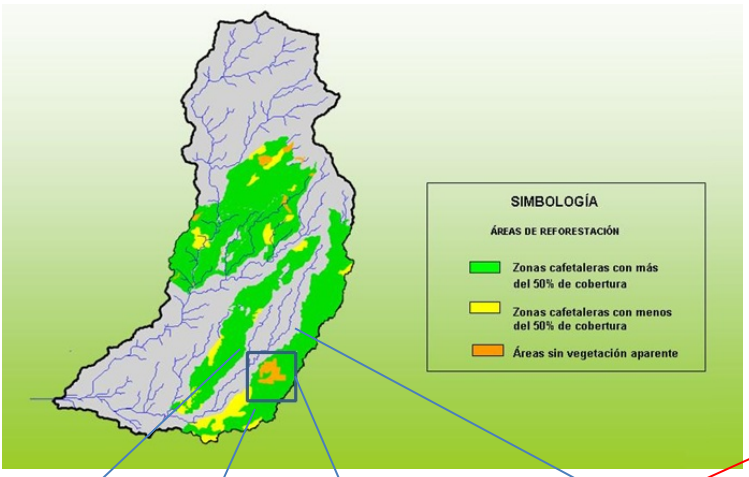 SIMBOLOGÍA
ÁREAS DE REFORESTACIÓN
Zonas cafetaleras con más
del 50% de cobertura
Zonas cafetaleras con menos
del 50% de cobertura
Áreas sin vegetación aparente